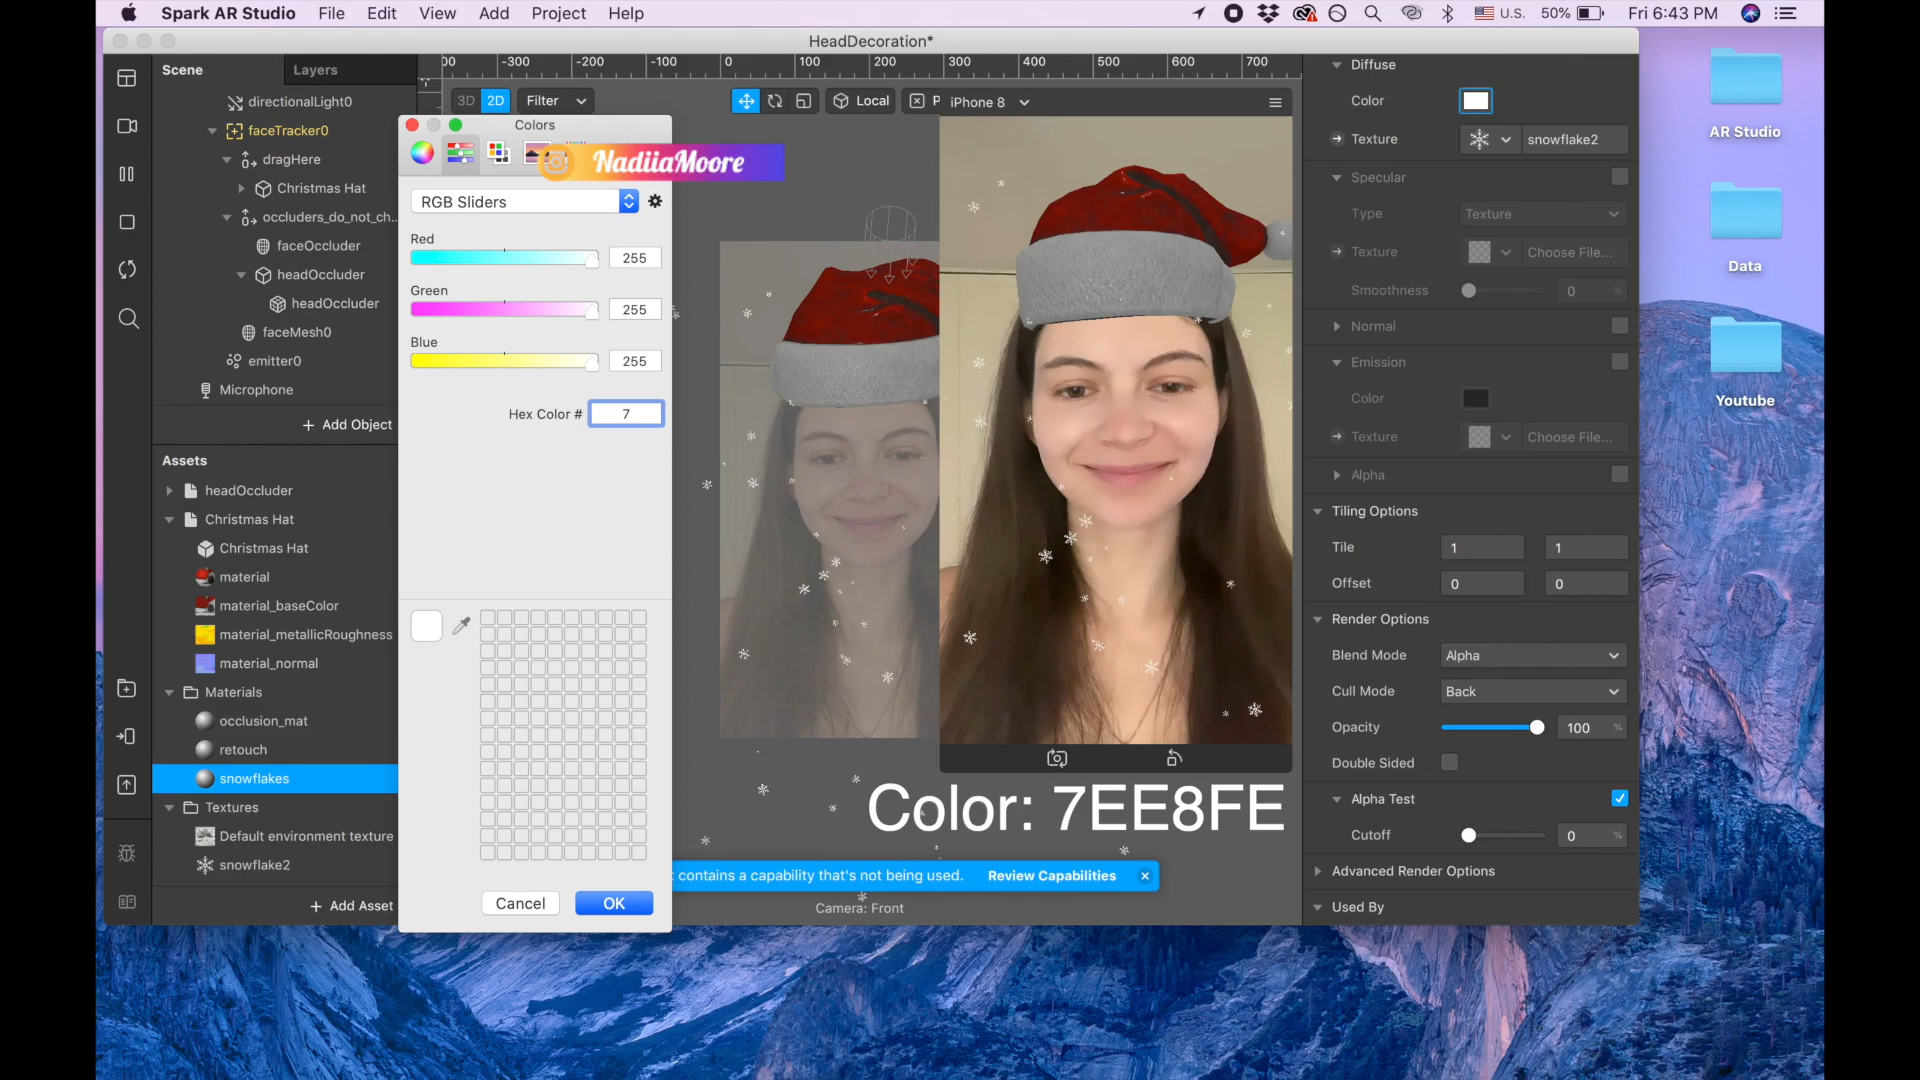 Spark AR Studio File Edit View Add Project Help
U.S. 50% Fri 6:43 PM
HeadDecoration*
Scene Layers
directionalLight0
faceTracker0
dragHere
Christmas Hat
occluders_do_not_ch...
faceOccluder
headOccluder
headOccluder
faceMesh0
emitter0
Microphone
+ Add Object
Assets
headOccluder
Christmas Hat
Christmas Hat
material
material_baseColor
material_metallicRoughness
material_normal
Materials
occlusion_mat
retouch
snowflakes
Textures
Default environment texture
snowflake2
+ Add Asset
00 -300 -200 -100 0 100 200 300 400 500 600 700
3D 2D Filter Local P iPhone 8
Colors
NadiiaMoore
RGB Sliders
Red
255
Green
255
Blue
255
Hex Color # 7
Cancel OK
Color: 7EE8FE
contains a capability that's not being used. Review Capabilities
Camera: Front
Diffuse
Color
Texture snowflake2
Specular
Type Texture
Texture Choose File...
Smoothness 0 %
Normal
Emission
Color
Texture Choose File...
Alpha
Tiling Options
Tile 1 1
Offset 0 0
Render Options
Blend Mode Alpha
Cull Mode Back
Opacity 100 %
Double Sided
Alpha Test
Cutoff 0 %
Advanced Render Options
Used By
AR Studio
Data
Youtube